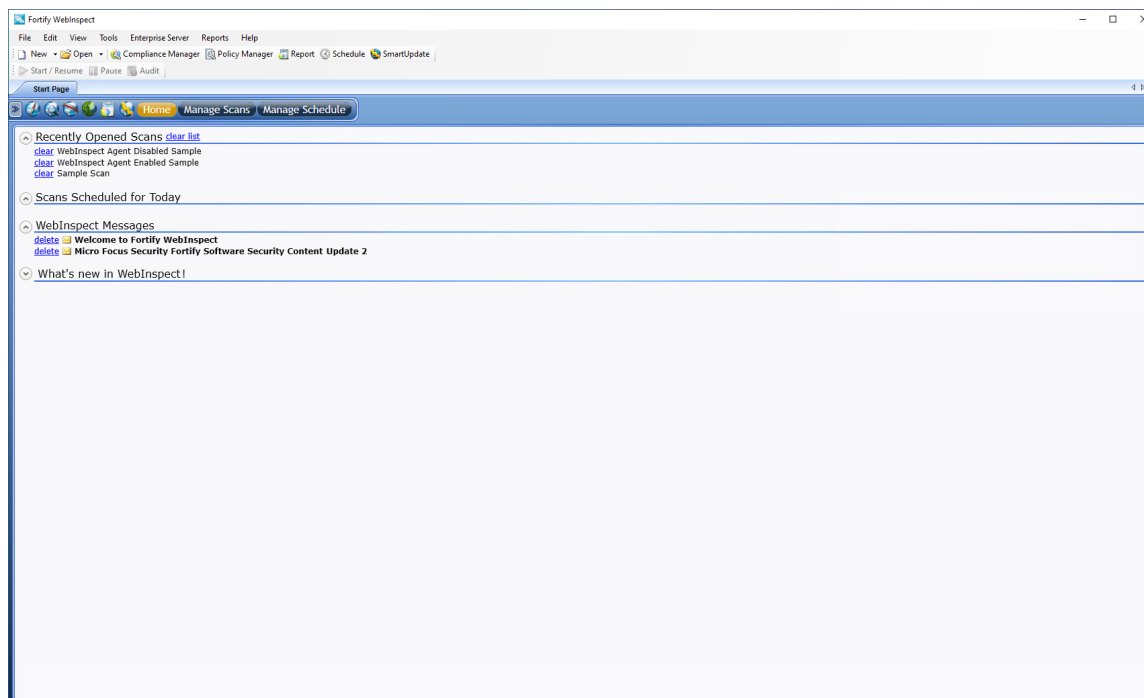 Fortify WebInspect
File Edit View Tools Enterprise Server Reports Help
New Open Compliance Manager Policy Manager Report Schedule SmartUpdate
Start / Resume Pause Audit
Start Page
Home Manage Scans Manage Schedule
Recently Opened Scans clear list
clear WebInspect Agent Disabled Sample
clear WebInspect Agent Enabled Sample
clear Sample Scan
Scans Scheduled for Today
WebInspect Messages
delete Welcome to Fortify WebInspect
delete Micro Focus Security Fortify Software Security Content Update 2
What's new in WebInspect!